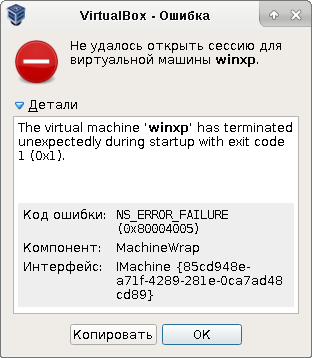 VirtualBox - Ошибка
Не удалось открыть сессию для
виртуальной машины winxp.
Детали
The virtual machine 'winxp' has terminated
unexpectedly during startup with exit code
1 (0x1).
Код ошибки: NS_ERROR_FAILURE
(0x80004005)
Компонент: MachineWrap
Интерфейс: IMachine {85cd948e-
a71f-4289-281e-0ca7ad48
cd89}
Копировать OK